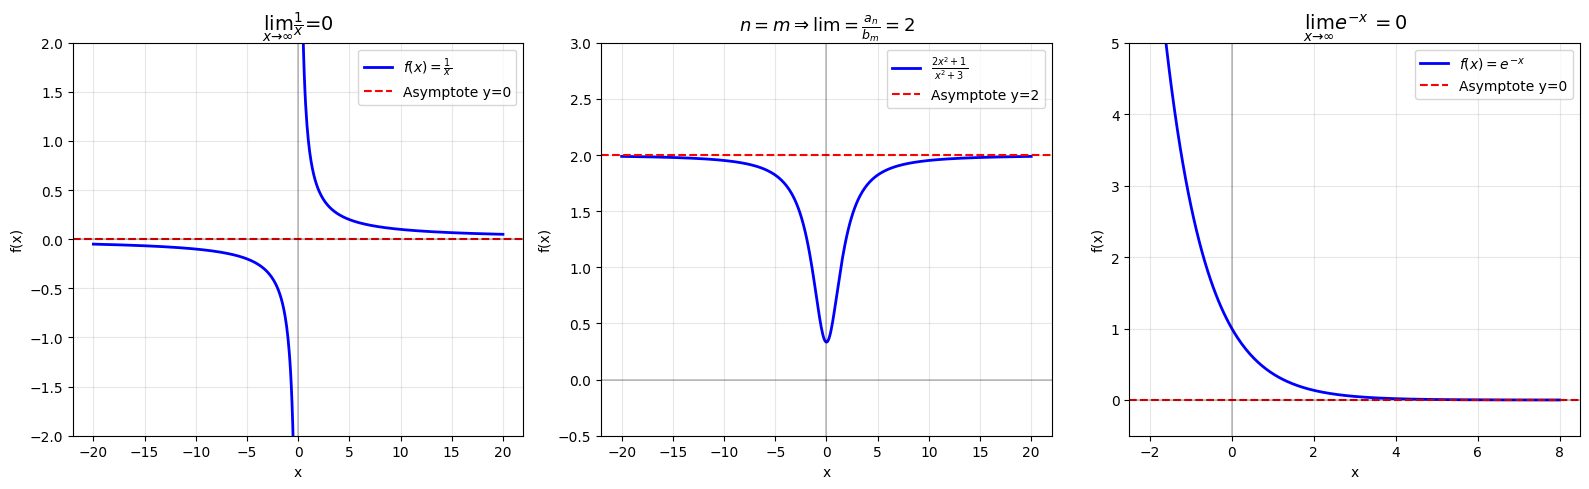 lim x→∞ 1/x =0
2.0
1.5
1.0
0.5
0.0
−0.5
−1.0
−1.5
−2.0
f(x)
f(x) = 1/x
Asymptote y=0
−20 −15 −10 −5 0 5 10 15 20
x
n = m ⇒ lim = a_n/b_m = 2
3.0
2.5
2.0
1.5
1.0
0.5
0.0
−0.5
f(x)
2x²+1/x²+3
Asymptote y=2
−20 −15 −10 −5 0 5 10 15 20
x
lim x→∞ e⁻ˣ = 0
5
4
3
2
1
0
f(x)
f(x) = e⁻ˣ
Asymptote y=0
−2 0 2 4 6 8
x